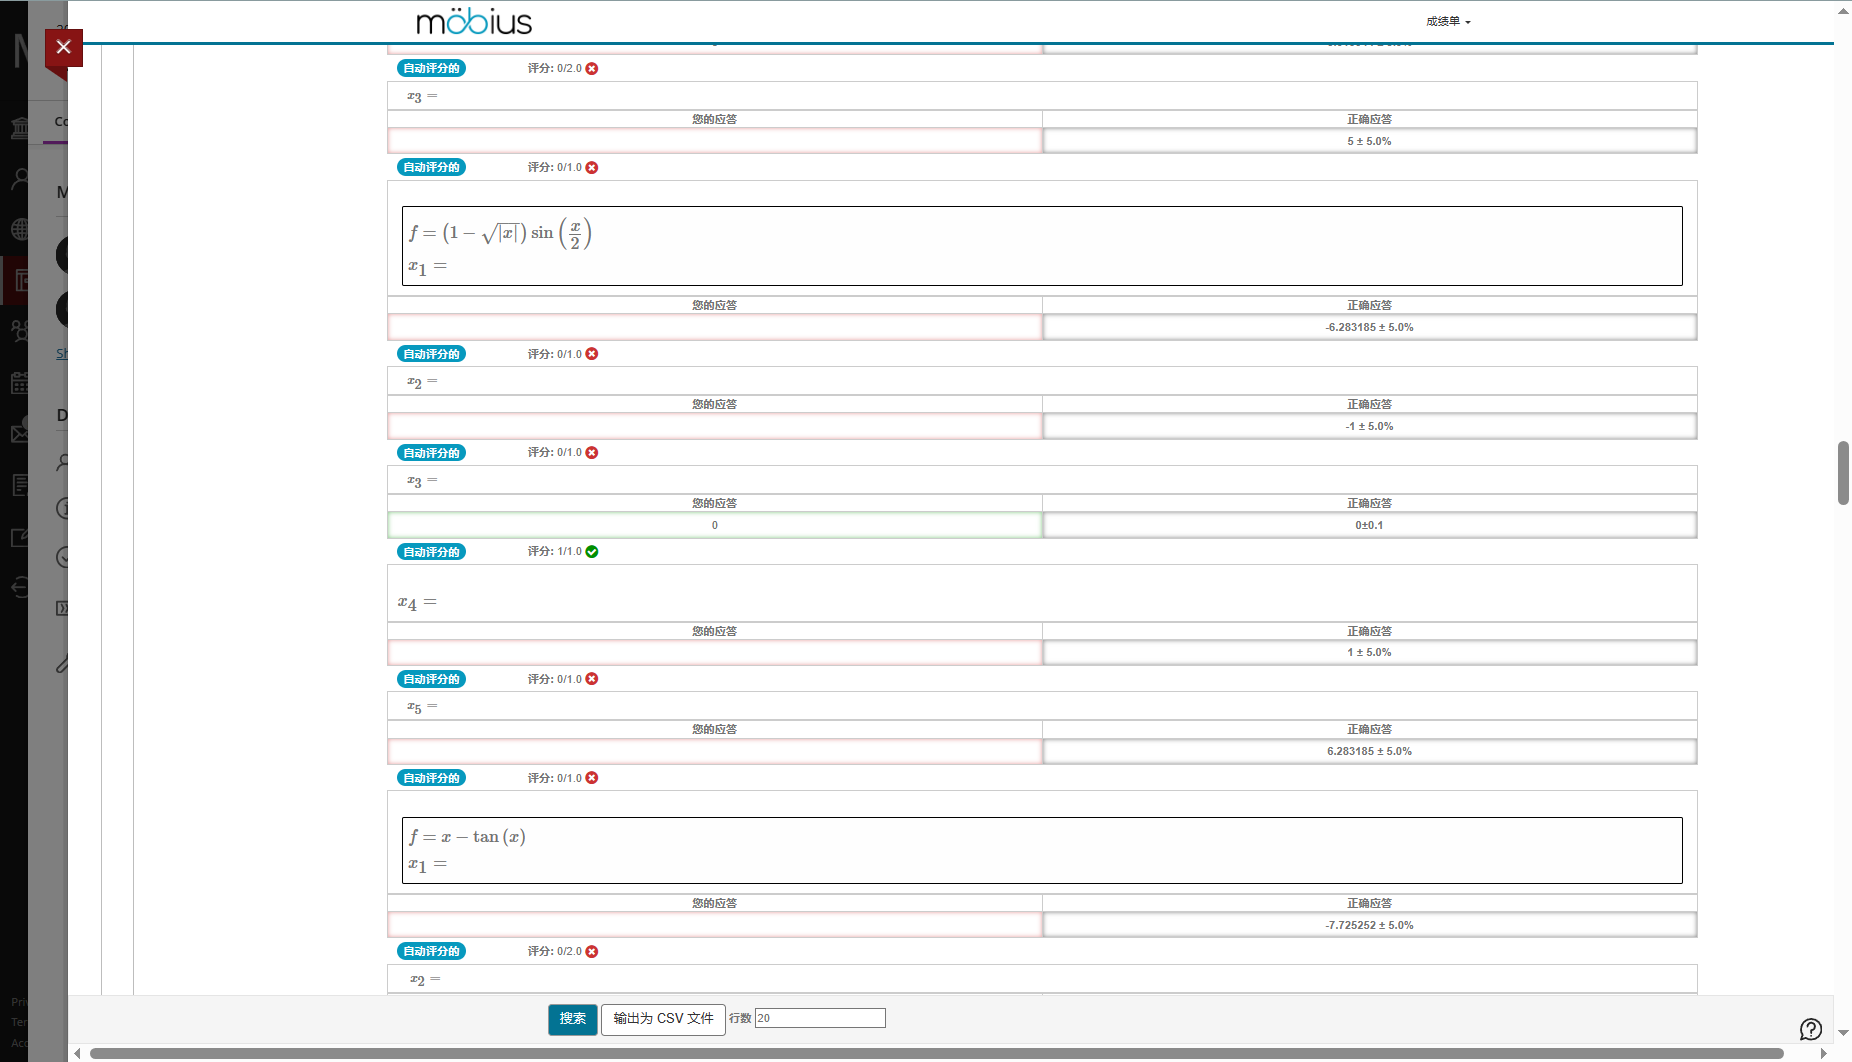 möbius
成绩单
自动评分的 评分: 0/2.0
x3 =
您的应答 正确应答
5 ± 5.0%
自动评分的 评分: 0/1.0
f = (1 − √|x|) sin (x/2)
x1 =
您的应答 正确应答
-6.283185 ± 5.0%
自动评分的 评分: 0/1.0
x2 =
您的应答 正确应答
-1 ± 5.0%
自动评分的 评分: 0/1.0
x3 =
您的应答 正确应答
0 0±0.1
自动评分的 评分: 1/1.0
x4 =
您的应答 正确应答
1 ± 5.0%
自动评分的 评分: 0/1.0
x5 =
您的应答 正确应答
6.283185 ± 5.0%
自动评分的 评分: 0/1.0
f = x − tan (x)
x1 =
您的应答 正确应答
-7.725252 ± 5.0%
自动评分的 评分: 0/2.0
x2 =
搜索 输出为 CSV 文件 行数 20